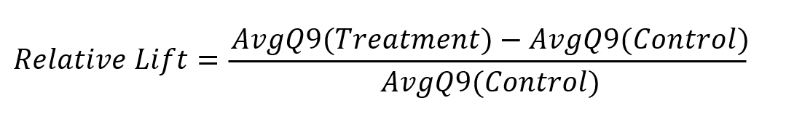 Relative Lift = AvgQ9(Treatment) − AvgQ9(Control)
AvgQ9(Control)